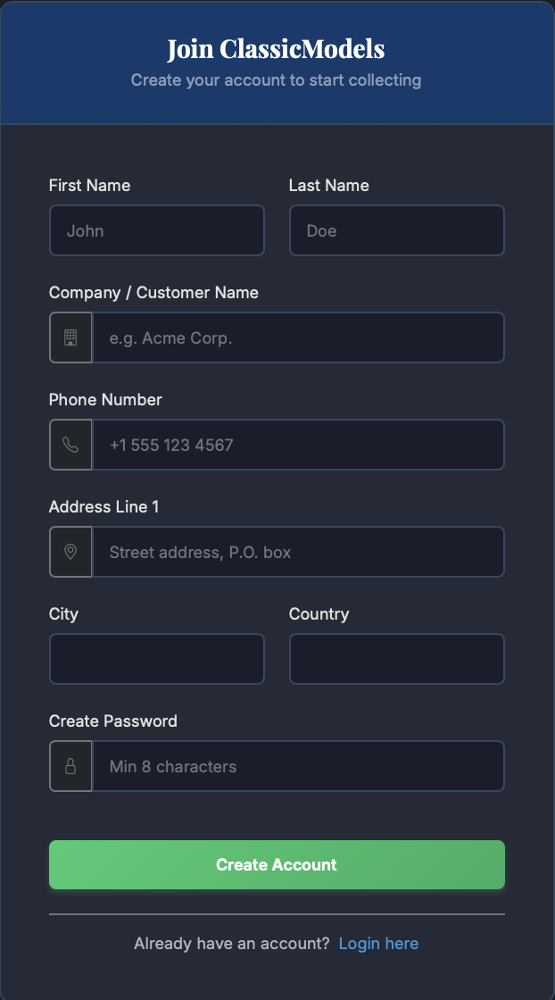 Join ClassicModels
Create your account to start collecting
First Name
Last Name
John
Doe
Company / Customer Name
e.g. Acme Corp.
Phone Number
+1 555 123 4567
Address Line 1
Street address, P.O. box
City
Country
Create Password
Min 8 characters
Create Account
Already have an account? Login here